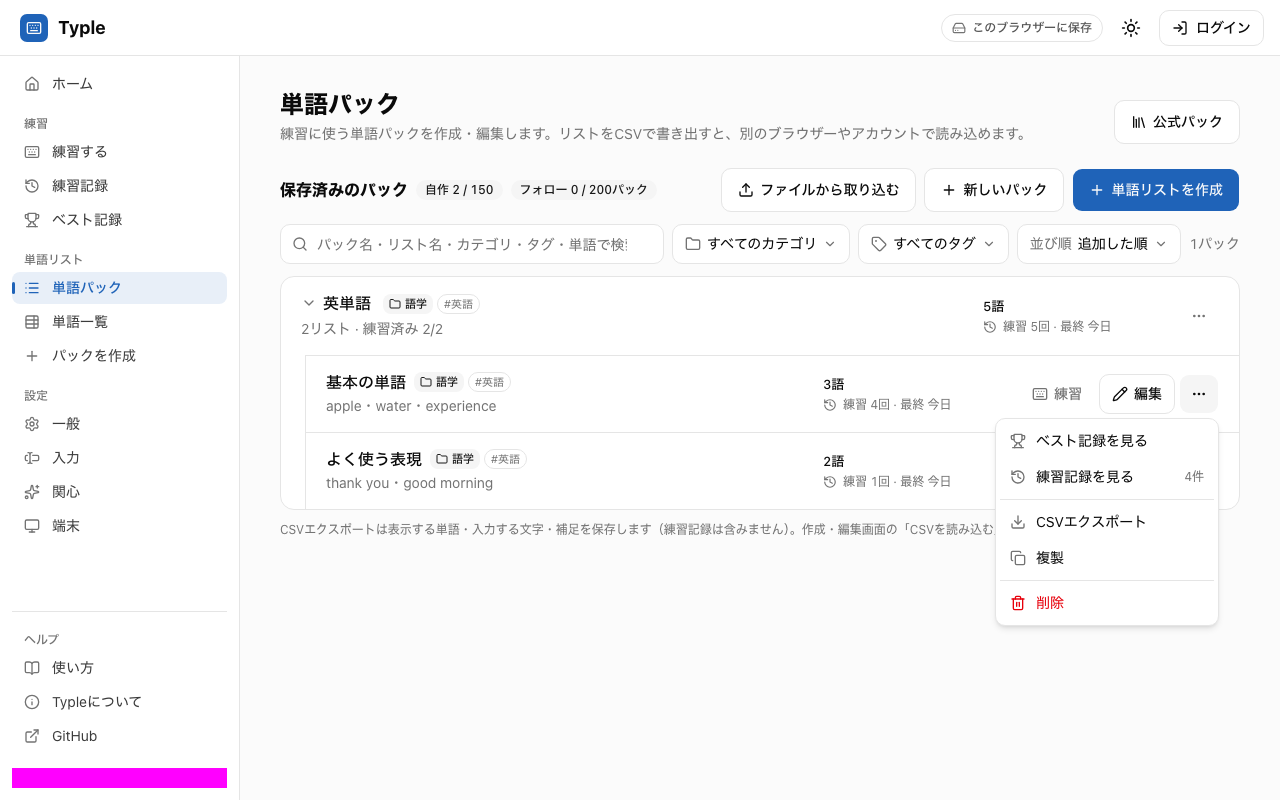 Typle
このブラウザーに保存
ログイン
ホーム
練習
練習する
練習記録
ベスト記録
単語リスト
単語パック
単語一覧
パックを作成
設定
一般
入力
関心
端末
ヘルプ
使い方
Typleについて
GitHub
単語パック
練習に使う単語パックを作成・編集します。リストをCSVで書き出すと、別のブラウザーやアカウントで読み込めます。
公式パック
保存済みのパック 自作 2 / 150 フォロー 0 / 200パック
ファイルから取り込む
新しいパック
単語リストを作成
パック名・リスト名・カテゴリ・タグ・単語で検
すべてのカテゴリ
すべてのタグ
並び順 追加した順
1パック
英単語 語学 #英語
2リスト · 練習済み 2/2
5語
練習 5回 · 最終 今日
基本の単語 語学 #英語
apple・water・experience
3語
練習 4回 · 最終 今日
練習
編集
よく使う表現 語学 #英語
thank you・good morning
2語
練習 1回 · 最終 今日
ベスト記録を見る
練習記録を見る 4件
CSVエクスポート
複製
削除
CSVエクスポートは表示する単語・入力する文字・補足を保存します（練習記録は含みません）。作成・編集画面の「CSVを読み込む